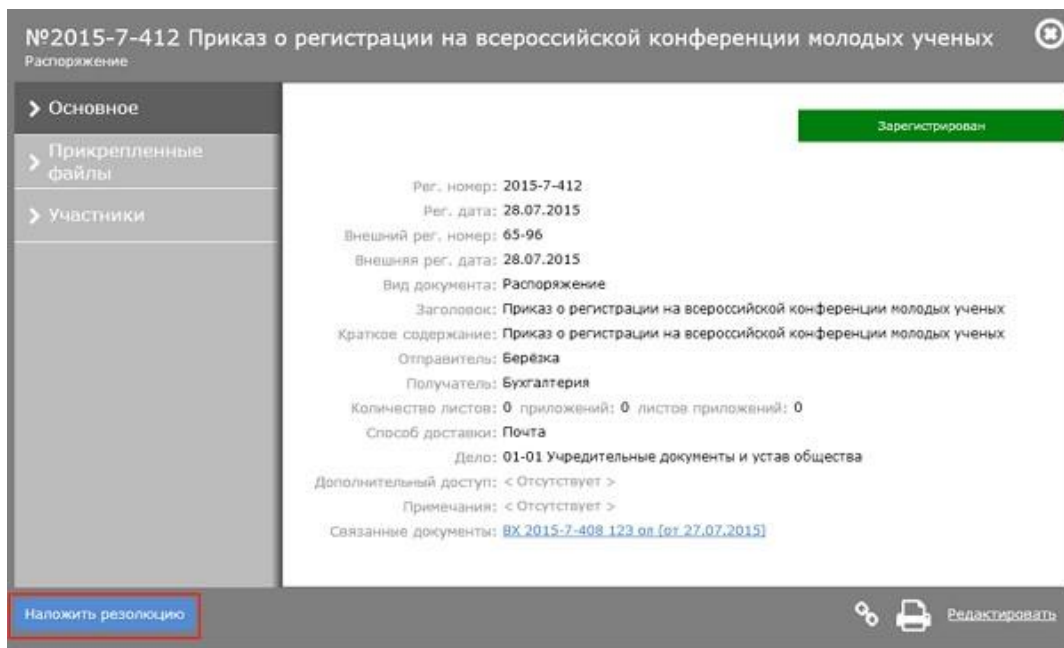 №2015-7-412 Приказ о регистрации на всероссийской конференции молодых ученых
Распоряжение
Основное
Прикрепленные
файлы
Участники
Зарегистрирован
Рег. номер: 2015-7-412
Рег. дата: 28.07.2015
Внешний рег. номер: 65-96
Внешняя рег. дата: 28.07.2015
Вид документа: Распоряжение
Заголовок: Приказ о регистрации на всероссийской конференции молодых ученых
Краткое содержание: Приказ о регистрации на всероссийской конференции молодых ученых
Отправитель: Берёзка
Получатель: Бухгалтерия
Количество листов: 0 приложений: 0 листов приложений: 0
Способ доставки: Почта
Дело: 01-01 Учредительные документы и устав общества
Дополнительный доступ: < Отсутствует >
Примечания: < Отсутствует >
Связанные документы: ВХ 2015-7-408 123 ол (от 27.07.2015)
Наложить резолюцию
Редактировать